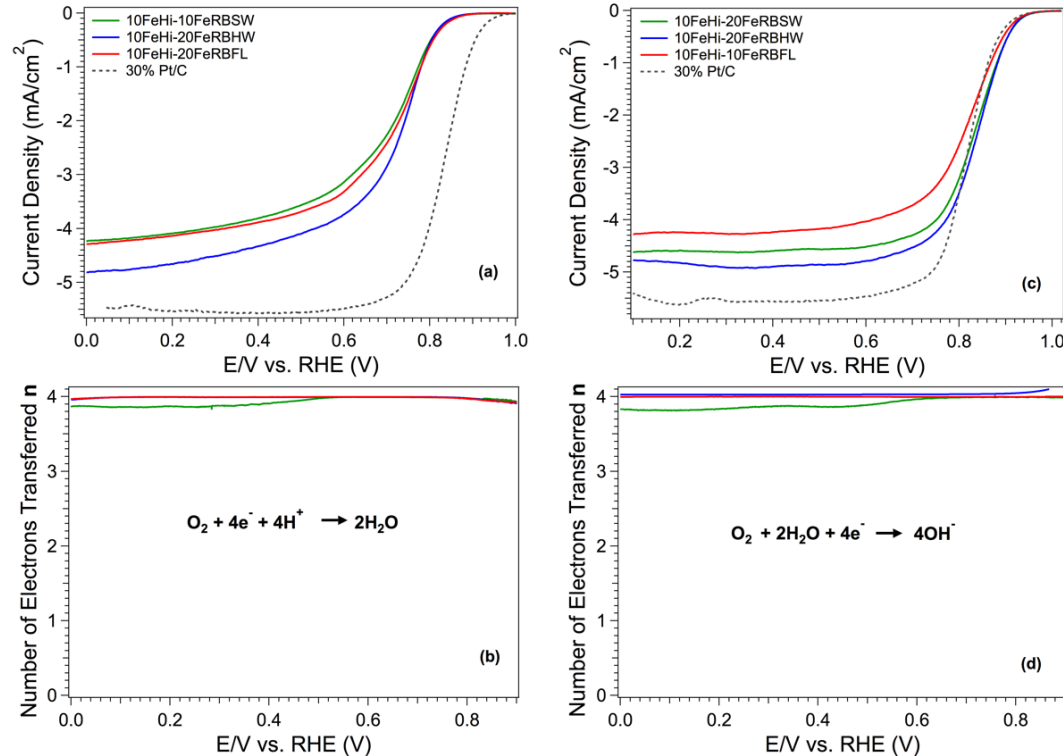 Current Density (mA/cm²)
0
-1
-2
-3
-4
-5
10FeHi-10FeRBSW
10FeHi-20FeRBHW
10FeHi-20FeRBFL
30% Pt/C
(a)
0.0 0.2 0.4 0.6 0.8 1.0
E/V vs. RHE (V)
Current Density (mA/cm²)
0
-1
-2
-3
-4
-5
10FeHi-20FeRBSW
10FeHi-20FeRBHW
10FeHi-10FeRBFL
30% Pt/C
(c)
0.2 0.4 0.6 0.8 1.0
E/V vs. RHE (V)
Number of Electrons Transferred n
4
3
2
1
0
O₂ + 4e⁻ + 4H⁺ → 2H₂O
(b)
0.0 0.2 0.4 0.6 0.8
E/V vs. RHE (V)
Number of Electrons Transferred n
4
3
2
1
0
O₂ + 2H₂O + 4e⁻ → 4OH⁻
(d)
0.0 0.2 0.4 0.6 0.8
E/V vs. RHE (V)